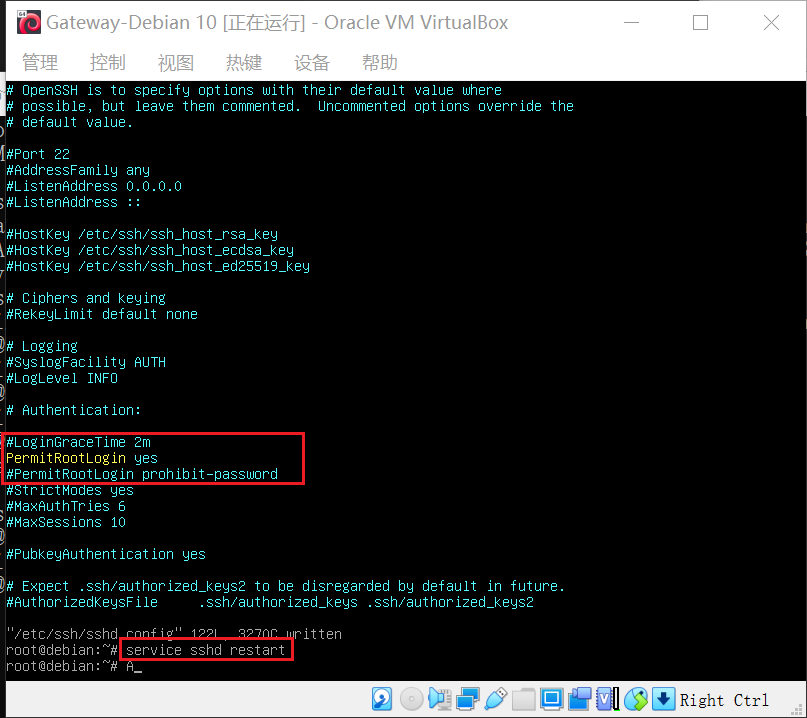 Gateway-Debian 10 [正在运行] - Oracle VM VirtualBox
管理 控制 视图 热键 设备 帮助
# OpenSSH is to specify options with their default value where
# possible, but leave them commented.  Uncommented options override the
# default value.
#Port 22
#AddressFamily any
#ListenAddress 0.0.0.0
#ListenAddress ::
#HostKey /etc/ssh/ssh_host_rsa_key
#HostKey /etc/ssh/ssh_host_ecdsa_key
#HostKey /etc/ssh/ssh_host_ed25519_key
# Ciphers and keying
#RekeyLimit default none
# Logging
#SyslogFacility AUTH
#LogLevel INFO
# Authentication:
#LoginGraceTime 2m
PermitRootLogin yes
#PermitRootLogin prohibit-password
#StrictModes yes
#MaxAuthTries 6
#MaxSessions 10
#PubkeyAuthentication yes
# Expect .ssh/authorized_keys2 to be disregarded by default in future.
#AuthorizedKeysFile     .ssh/authorized_keys .ssh/authorized_keys2
"/etc/ssh/sshd_config" 122L, 3270C written
root@debian:~# service sshd restart
root@debian:~# A_
Right Ctrl